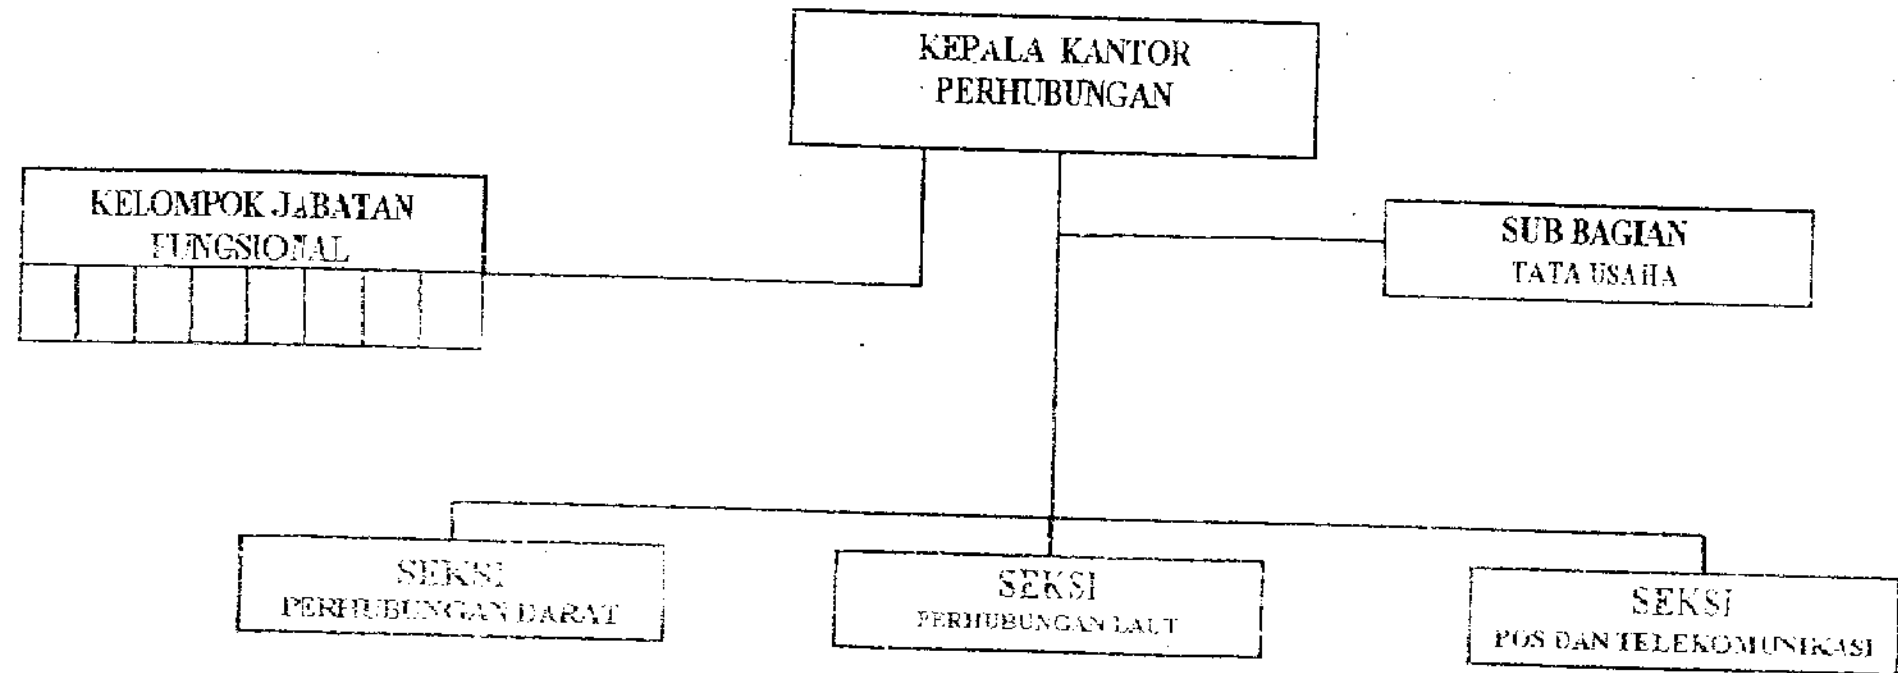 KEPALA KANTOR
PERHUBUNGAN
KELOMPOK JABATAN
FUNGSIONAL
SUB BAGIAN
TATA USAHA
SEKSI
PERHUBUNGAN DARAT
SEKSI
PERHUBUNGAN LAUT
SEKSI
POS DAN TELEKOMUNIKASI